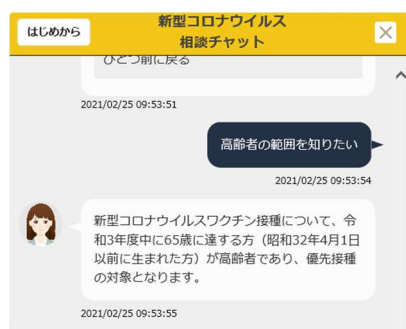 はじめから
新型コロナウイルス
相談チャット
ひとつ前に戻る
2021/02/25 09:53:51
高齢者の範囲を知りたい
2021/02/25 09:53:54
新型コロナウイルスワクチン接種について、令
和3年度中に65歳に達する方（昭和32年4月1日
以前に生まれた方）が高齢者であり、優先接種
の対象となります。
2021/02/25 09:53:55